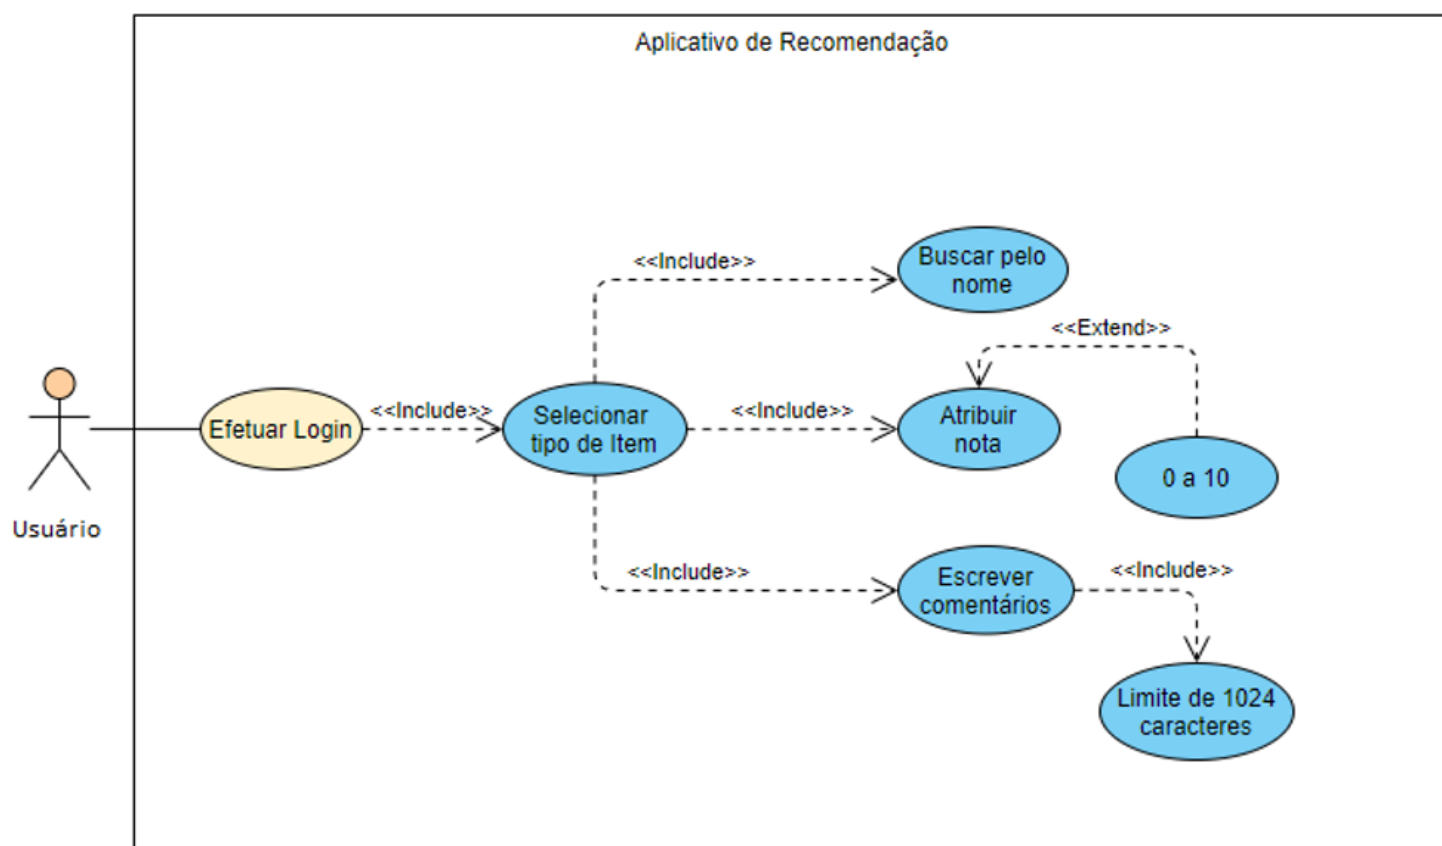 Aplicativo de Recomendação
<<Include>>
Buscar pelo
nome
<<Extend>>
Usuário
Efetuar Login
<<Include>>
Selecionar
tipo de Item
<<Include>>
Atribuir
nota
0 a 10
<<Include>>
Escrever
comentários
<<Include>>
Limite de 1024
caracteres